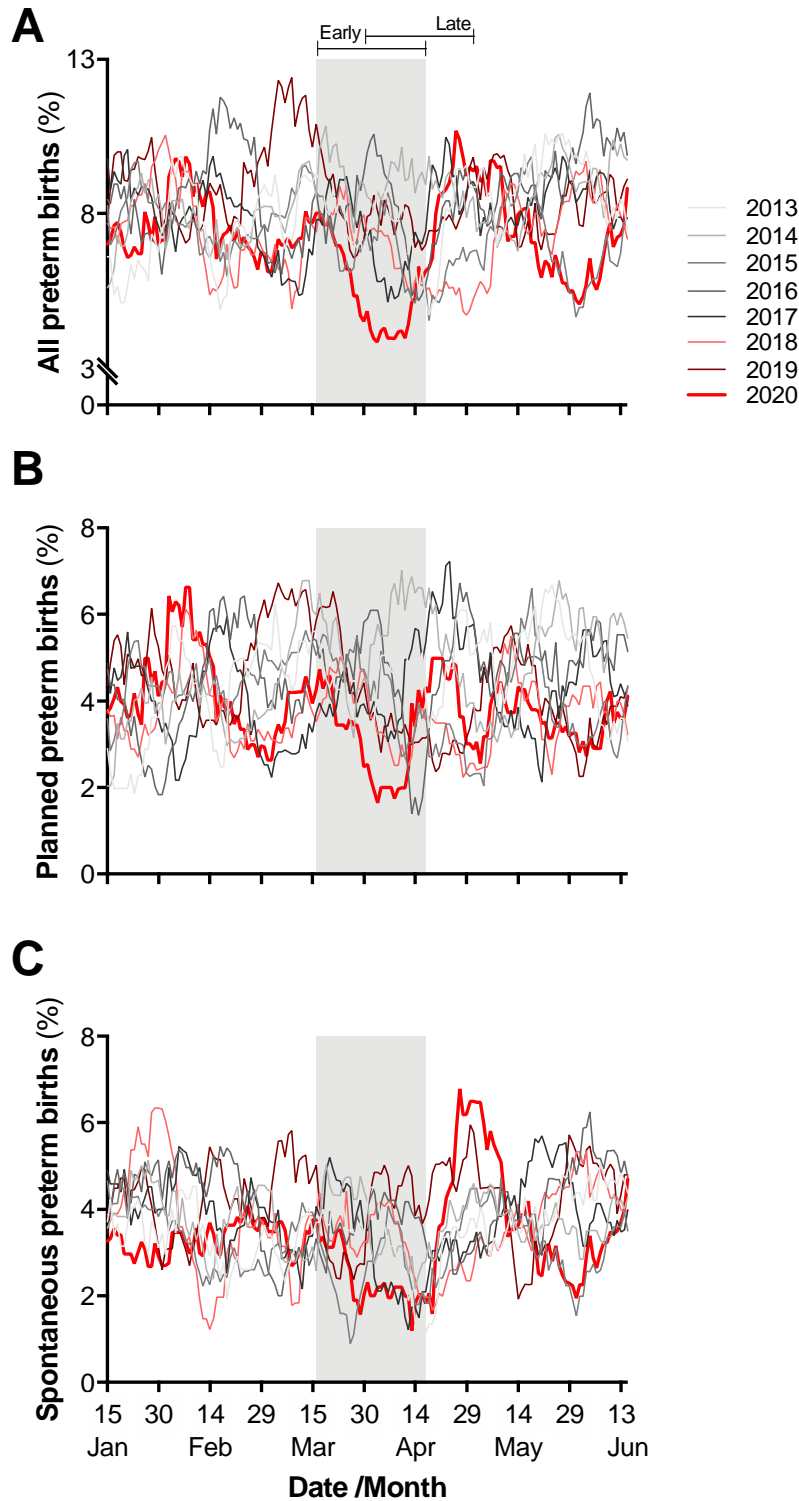 A
Early
Late
All preterm births (%)
13
8
3
0
2013
2014
2015
2016
2017
2018
2019
2020
B
Planned preterm births (%)
8
6
4
2
0
C
Spontaneous preterm births (%)
8
6
4
2
0
15 30 14 29 15 30 14 29 14 29 13
Jan Feb Mar Apr May Jun
Date /Month